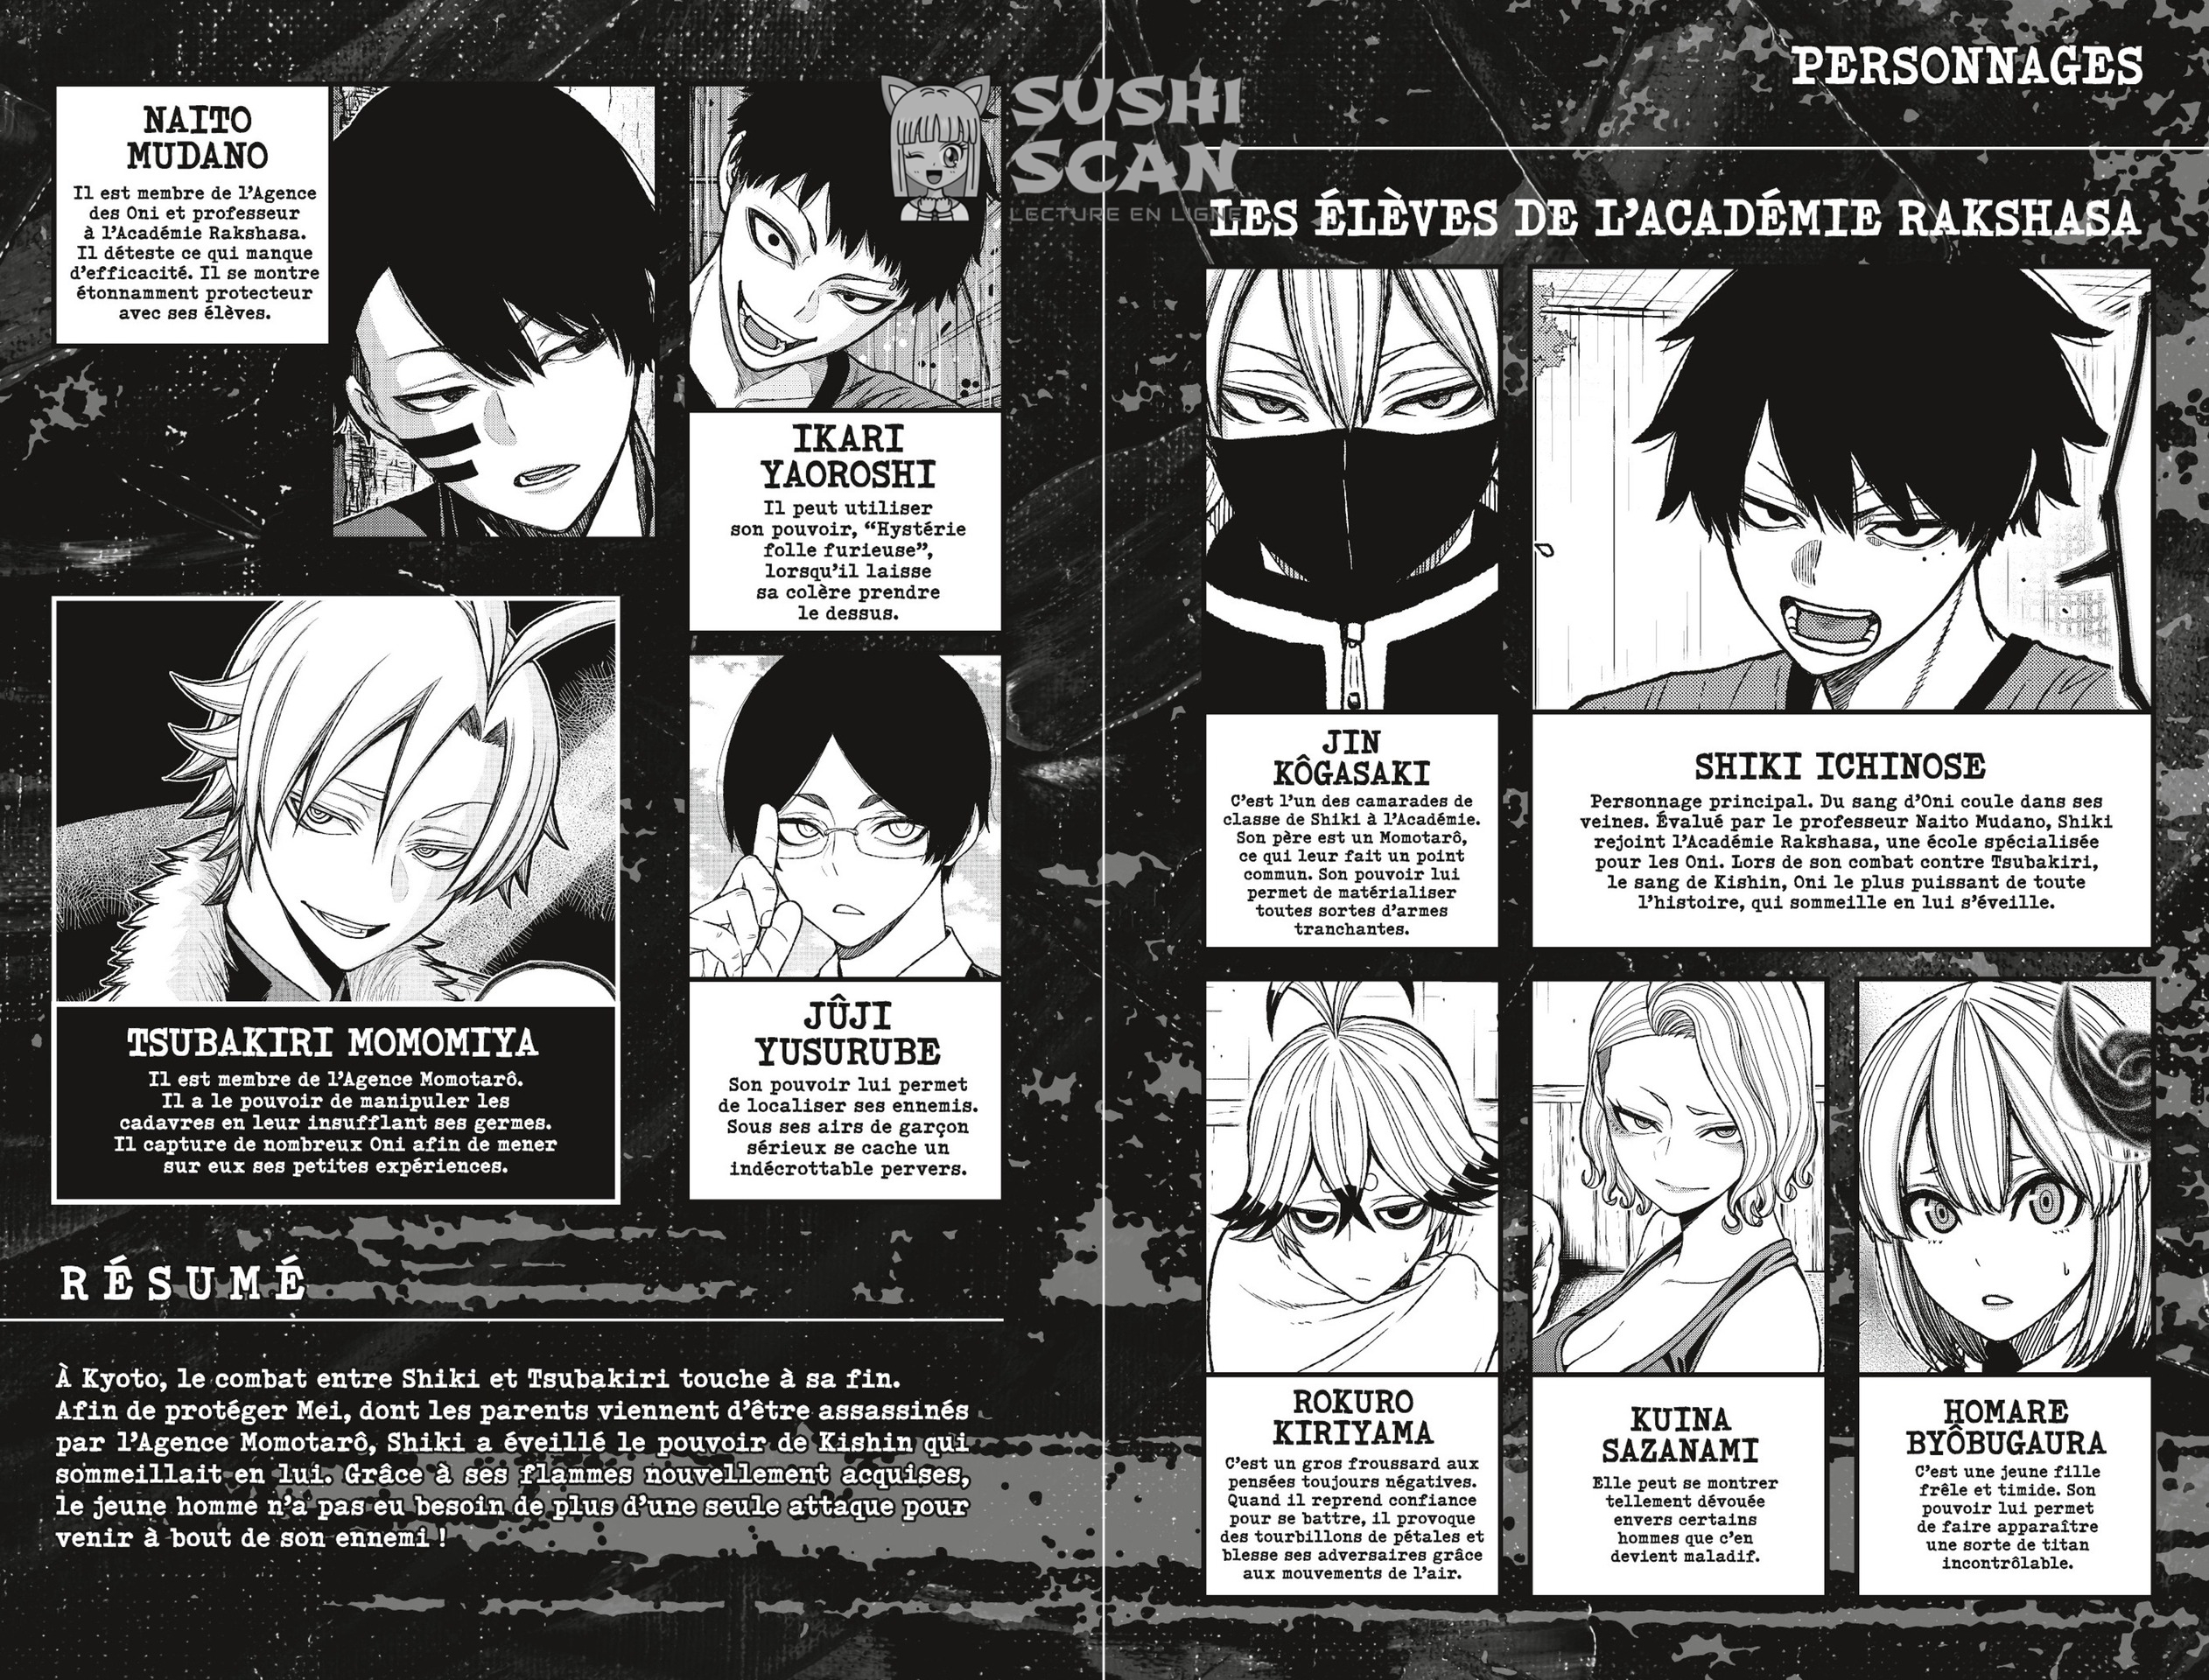 PERSONNAGES
LES ÉLÈVES DE L'ACADÉMIE RAKSHASA
SHIKI ICHINOSE
Personnage principal. Du sang d'Oni coule dans ses
veines. Évalué par le professeur Naito Mudano, Shiki
rejoint l'Académie Rakshasa, une école spécialisée
pour les Oni. Lors de son combat contre Tsubakiri,
le sang de Kishin, Oni le plus puissant de toute
l'histoire, qui sommeille en lui s'éveille.
JIN
KÔGASAKI
C'est l'un des camarades de
classe de Shiki à l'Académie.
Son père est un Momotarô,
ce qui leur fait un point
commun. Son pouvoir lui
permet de matérialiser
toutes sortes d'armes
tranchantes.
HOMARE
BYÔBUGAURA
C'est une jeune fille
frêle et timide. Son
pouvoir lui permet
de faire apparaître
une sorte de titan
incontrôlable.
KUINA
SAZANAMI
Elle peut se montrer
tellement dévouée
envers certains
hommes que c'en
devient maladif.
ROKURO
KIRIYAMA
C'est un gros froussard aux
pensées toujours négatives.
Quand il reprend confiance
pour se battre, il provoque
des tourbillons de pétales et
blesse ses adversaires grâce
aux mouvements de l'air.
SUSHI
SCAN
LECTURE EN LIGNE
IKARI
YAOROSHI
Il peut utiliser
son pouvoir, “Hystérie
folle furieuse”,
lorsqu'il laisse
sa colère prendre
le dessus.
JÛJI
YUSURUBE
Son pouvoir lui permet
de localiser ses ennemis.
Sous ses airs de garçon
sérieux se cache un
indécrottable pervers.
NAITO
MUDANO
Il est membre de l'Agence
des Oni et professeur
à l'Académie Rakshasa.
Il déteste ce qui manque
d'efficacité. Il se montre
étonnamment protecteur
avec ses élèves.
TSUBAKIRI MOMOMIYA
Il est membre de l'Agence Momotarô.
Il a le pouvoir de manipuler les
cadavres en leur insufflant ses germes.
Il capture de nombreux Oni afin de mener
sur eux ses petites expériences.
RÉSUMÉ
À Kyoto, le combat entre Shiki et Tsubakiri touche à sa fin.
Afin de protéger Mei, dont les parents viennent d'être assassinés
par l'Agence Momotarô, Shiki a éveillé le pouvoir de Kishin qui
sommeillait en lui. Grâce à ses flammes nouvellement acquises,
le jeune homme n'a pas eu besoin de plus d'une seule attaque pour
venir à bout de son ennemi !